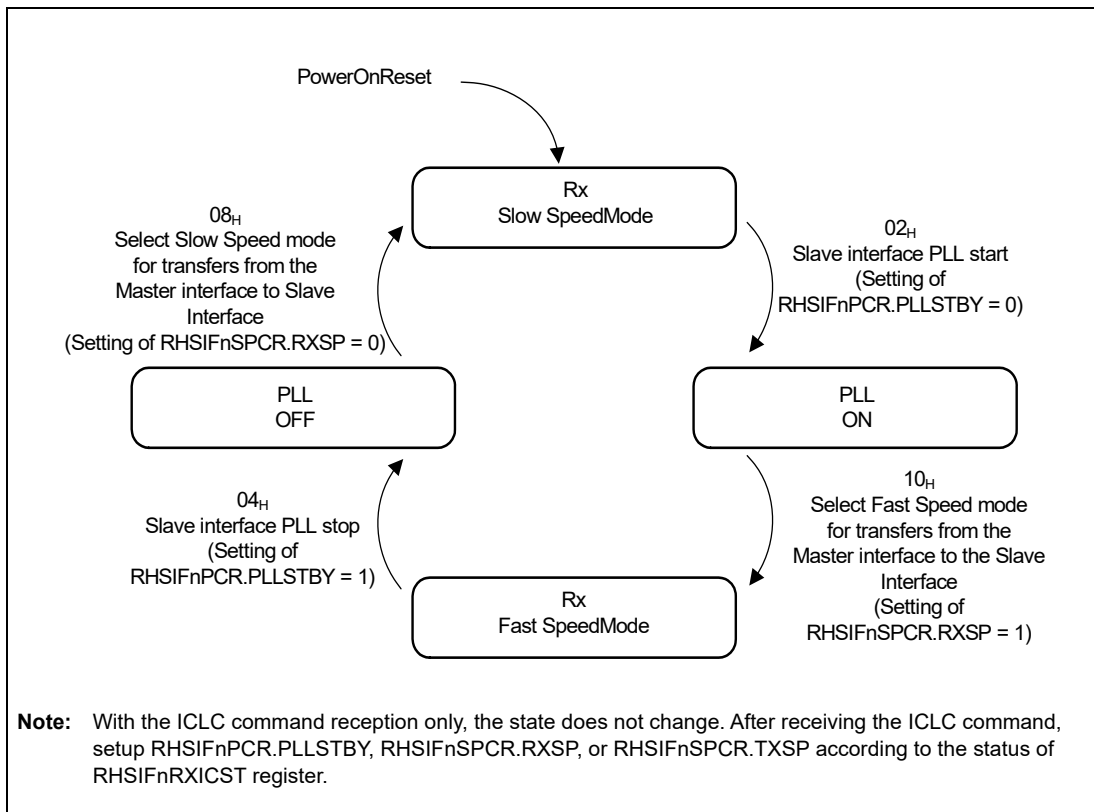 PowerOnReset
Rx
Slow SpeedMode
08H
Select Slow Speed mode
for transfers from the
Master interface to Slave
Interface
(Setting of RHSIFnSPCR.RXSP = 0)
02H
Slave interface PLL start
(Setting of
RHSIFnPCR.PLLSTBY = 0)
PLL
OFF
PLL
ON
04H
Slave interface PLL stop
(Setting of
RHSIFnPCR.PLLSTBY = 1)
10H
Select Fast Speed mode
for transfers from the
Master interface to the Slave
Interface
(Setting of
RHSIFnSPCR.RXSP = 1)
Rx
Fast SpeedMode
Note: With the ICLC command reception only, the state does not change. After receiving the ICLC command,
setup RHSIFnPCR.PLLSTBY, RHSIFnSPCR.RXSP, or RHSIFnSPCR.TXSP according to the status of
RHSIFnRXICST register.